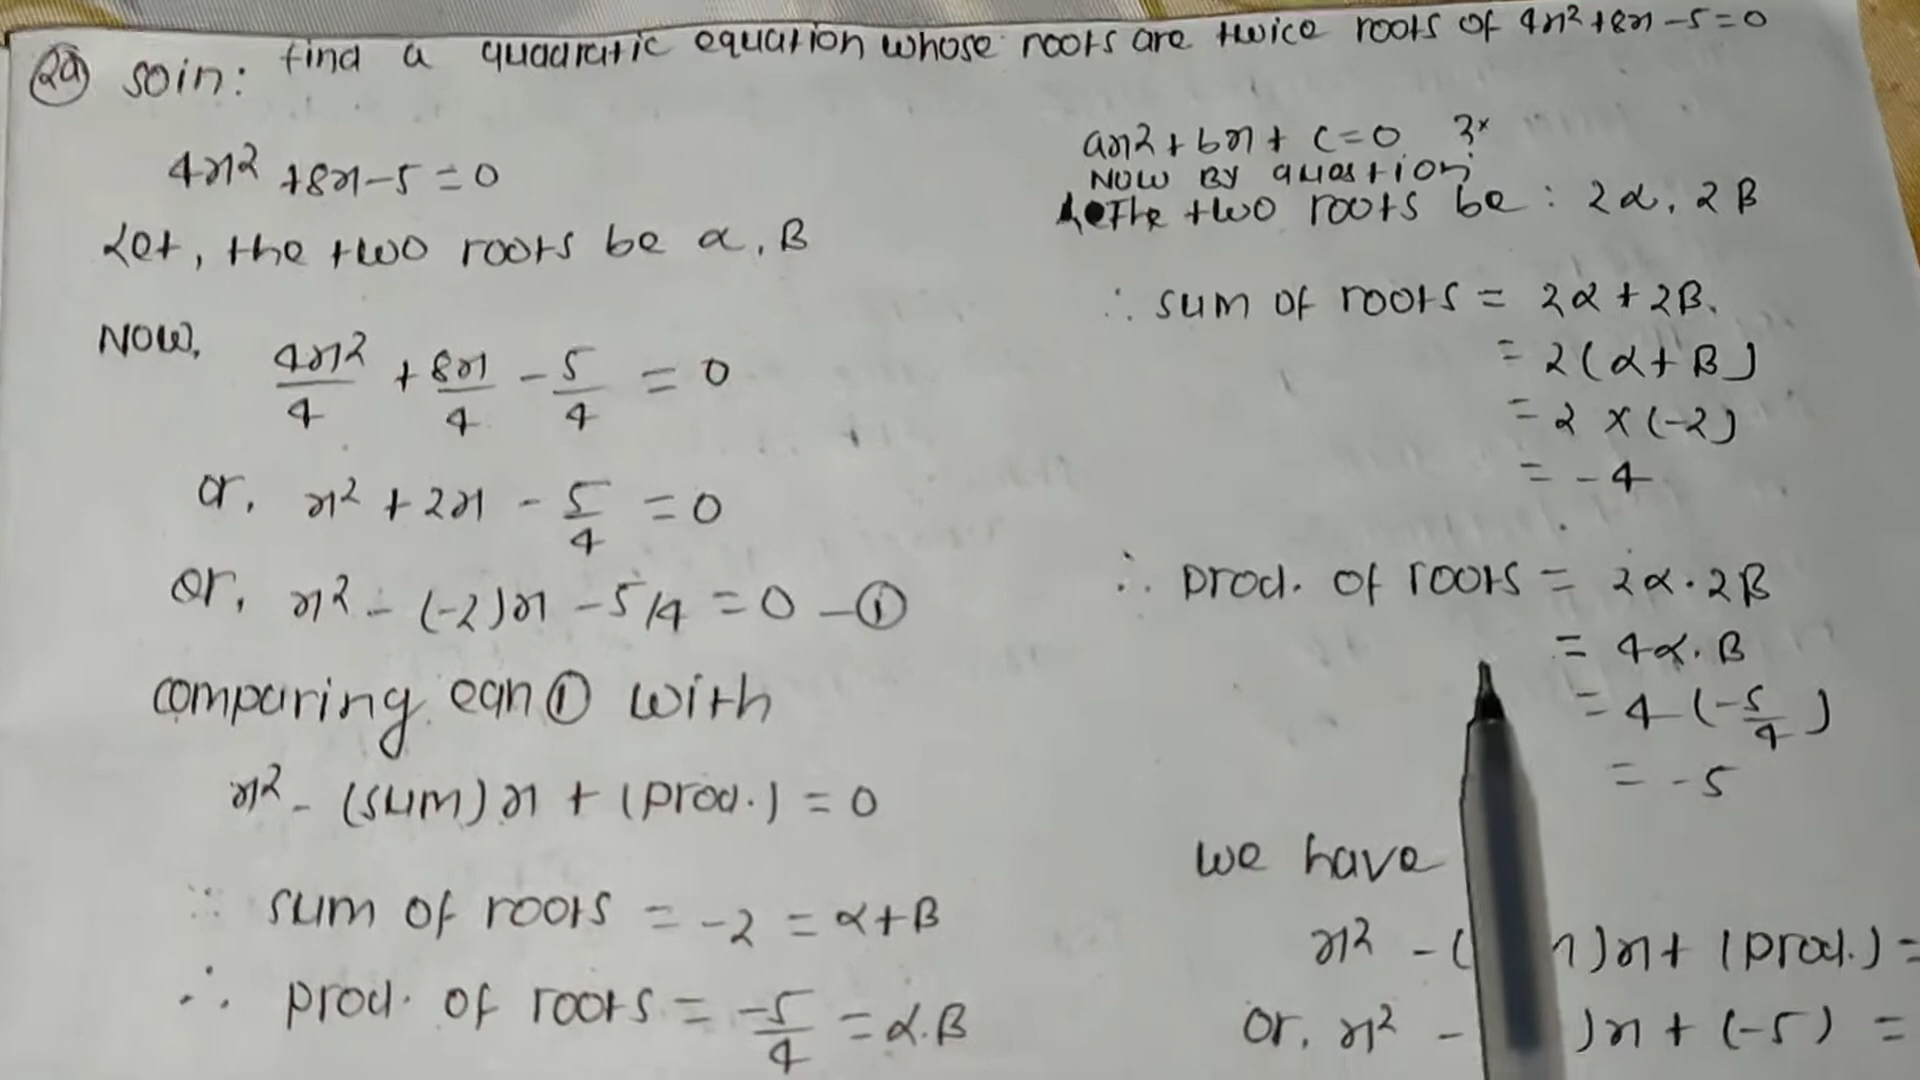 2a) soln: find a quadratic equation whose roots are twice roots of 4x² + 8x - 5 = 0
4x² + 8x - 5 = 0
Let, the two roots be α, β
Now,
4x²/4 + 8x/4 - 5/4 = 0
or, x² + 2x - 5/4 = 0
or, x² - (-2)x - 5/4 = 0 - ①
comparing eqn ① with
x² - (sum)x + (prod.) = 0
∴ sum of roots = -2 = α + β
∴ prod. of roots = -5/4 = α.β
ax² + bx + c = 0
NOW BY question;
The two roots be : 2α, 2β
∴ sum of roots = 2α + 2β.
= 2(α + β)
= 2 × (-2)
= -4
∴ prod. of roots = 2α . 2β
= 4α.β
= 4(-5/4)
= -5
we have
x² - ( )x + (prod.) =
or, x² - )x + (-5) =